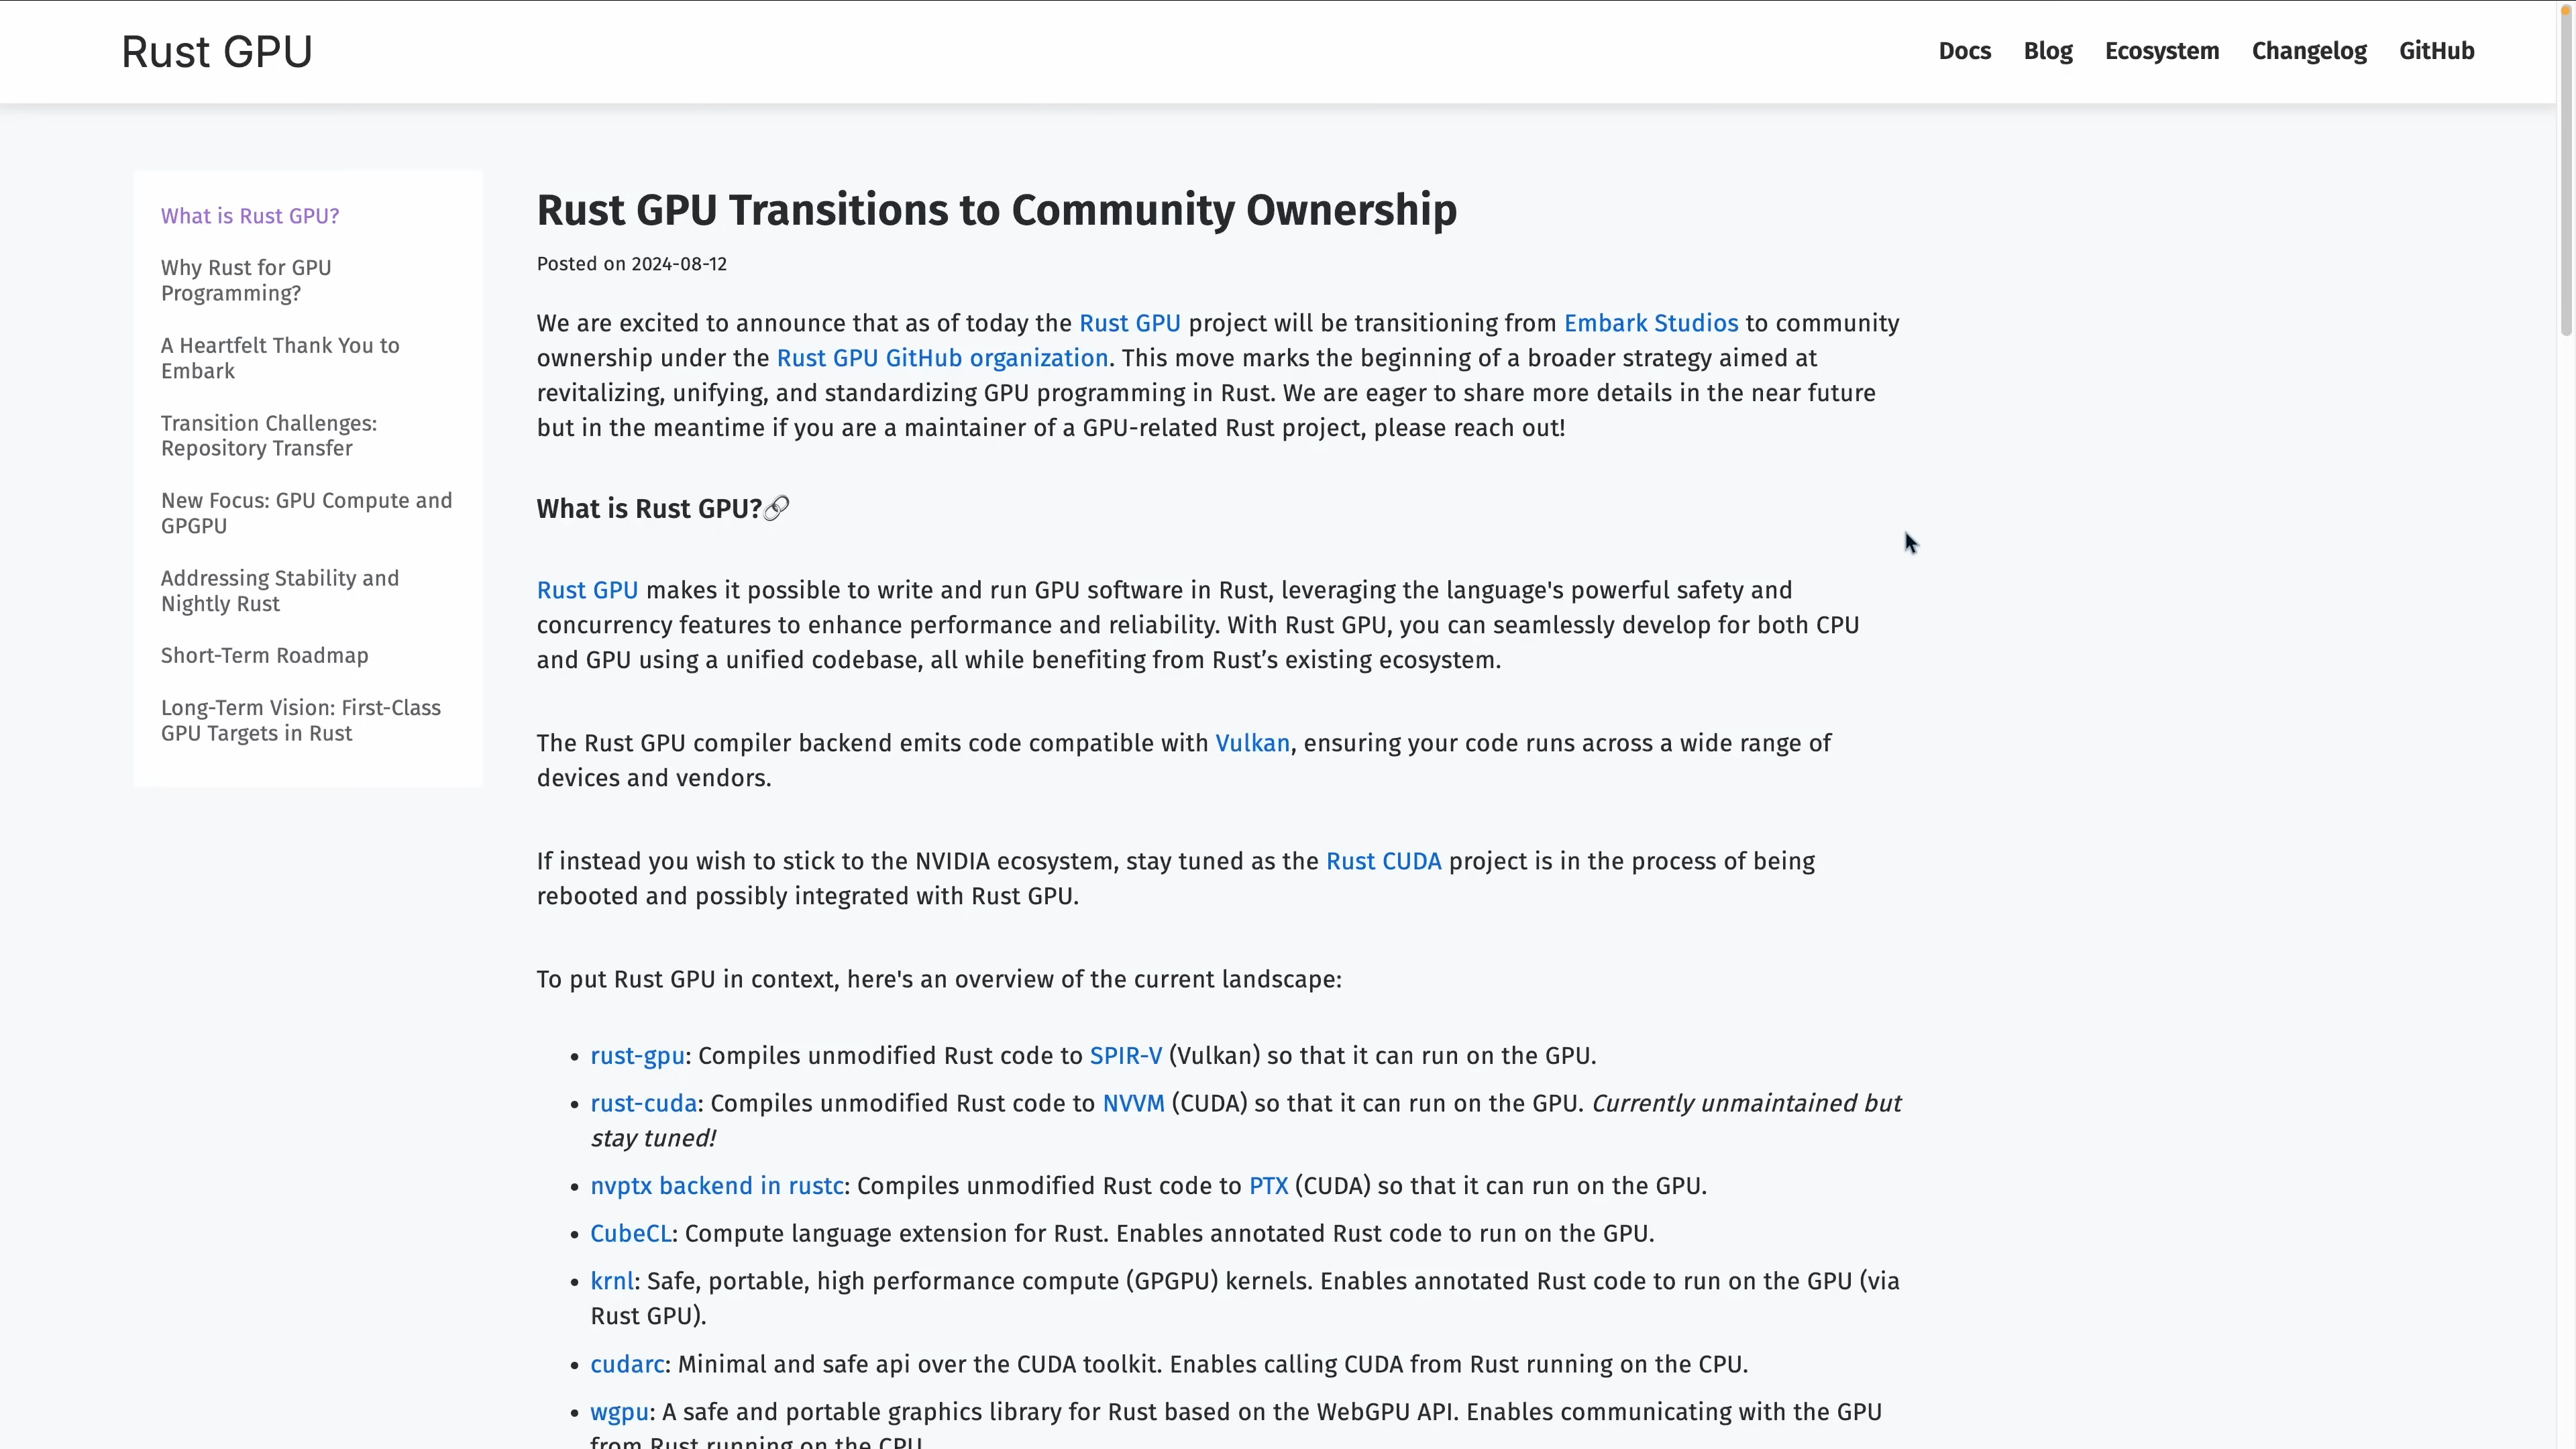 Rust GPU
Docs Blog Ecosystem Changelog GitHub
What is Rust GPU?
Why Rust for GPU
Programming?
A Heartfelt Thank You to
Embark
Transition Challenges:
Repository Transfer
New Focus: GPU Compute and
GPGPU
Addressing Stability and
Nightly Rust
Short-Term Roadmap
Long-Term Vision: First-Class
GPU Targets in Rust
Rust GPU Transitions to Community Ownership
Posted on 2024-08-12
We are excited to announce that as of today the Rust GPU project will be transitioning from Embark Studios to community
ownership under the Rust GPU GitHub organization. This move marks the beginning of a broader strategy aimed at
revitalizing, unifying, and standardizing GPU programming in Rust. We are eager to share more details in the near future
but in the meantime if you are a maintainer of a GPU-related Rust project, please reach out!
What is Rust GPU?🔗
Rust GPU makes it possible to write and run GPU software in Rust, leveraging the language's powerful safety and
concurrency features to enhance performance and reliability. With Rust GPU, you can seamlessly develop for both CPU
and GPU using a unified codebase, all while benefiting from Rust’s existing ecosystem.
The Rust GPU compiler backend emits code compatible with Vulkan, ensuring your code runs across a wide range of
devices and vendors.
If instead you wish to stick to the NVIDIA ecosystem, stay tuned as the Rust CUDA project is in the process of being
rebooted and possibly integrated with Rust GPU.
To put Rust GPU in context, here's an overview of the current landscape:
• rust-gpu: Compiles unmodified Rust code to SPIR-V (Vulkan) so that it can run on the GPU.
• rust-cuda: Compiles unmodified Rust code to NVVM (CUDA) so that it can run on the GPU. Currently unmaintained but
stay tuned!
• nvptx backend in rustc: Compiles unmodified Rust code to PTX (CUDA) so that it can run on the GPU.
• CubeCL: Compute language extension for Rust. Enables annotated Rust code to run on the GPU.
• krnl: Safe, portable, high performance compute (GPGPU) kernels. Enables annotated Rust code to run on the GPU (via
Rust GPU).
• cudarc: Minimal and safe api over the CUDA toolkit. Enables calling CUDA from Rust running on the CPU.
• wgpu: A safe and portable graphics library for Rust based on the WebGPU API. Enables communicating with the GPU
from Rust running on the CPU